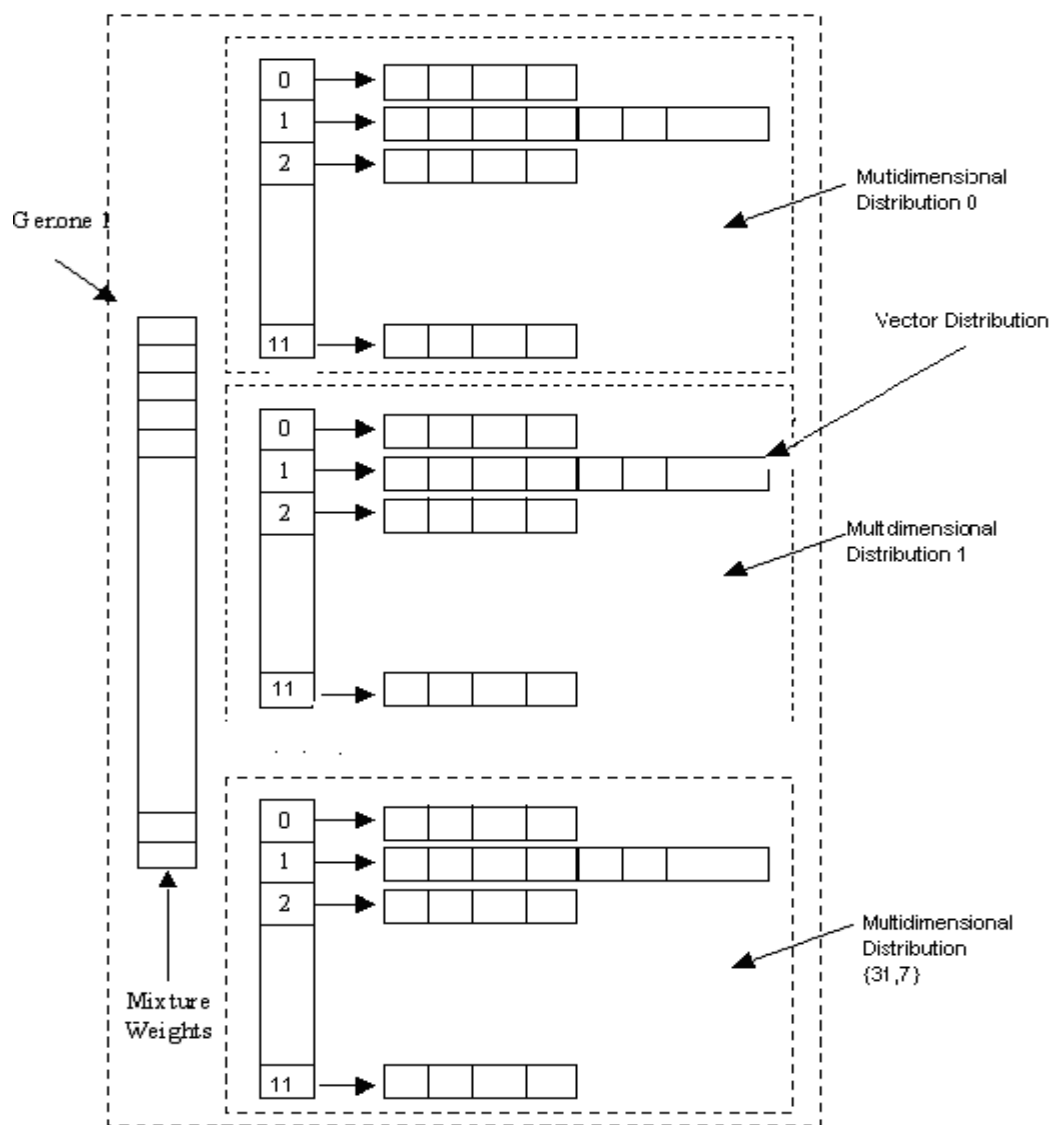 Genone 1
0
1
2
11
Mutidimensional
Distribution 0
Vector Distribution
0
1
2
11
Multdimensional
Distribution 1
. . .
0
1
2
11
Multidimensional
Distribution
{31,7}
Mixture
Weights